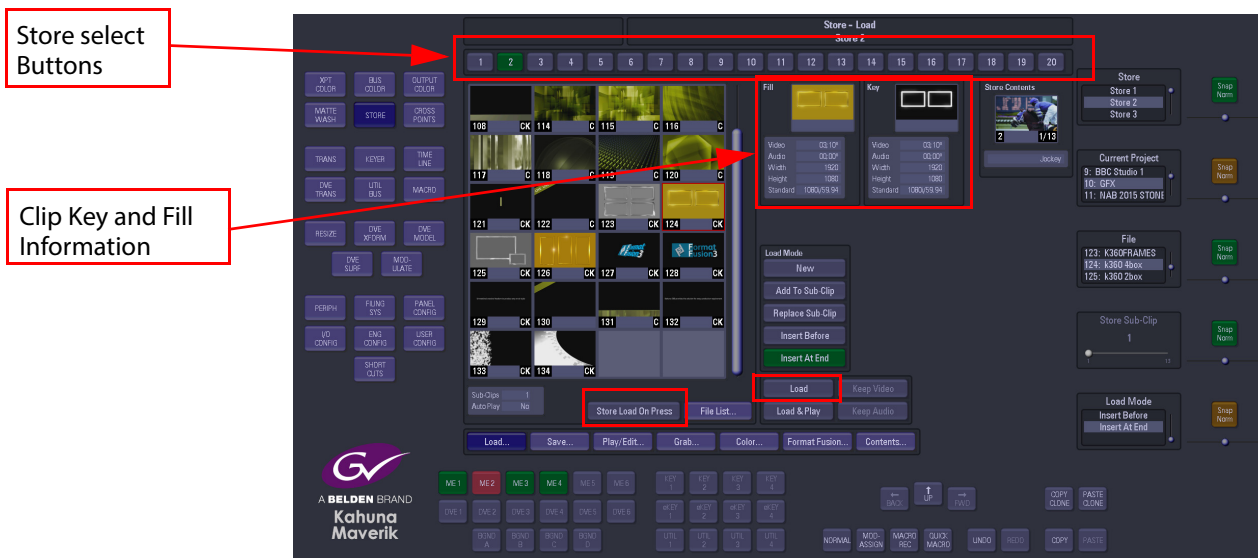 Store select
Buttons
Clip Key and Fill
Information
Store - Load
Store 2
1 2 3 4 5 6 7 8 9 10 11 12 13 14 15 16 17 18 19 20
XPT COLOR
BUS COLOR
OUTPUT COLOR
MATTE WASH
STORE
CROSS POINTS
TRANS
KEYER
TIME LINE
DVE TRANS
UTIL BUS
MACRO
RESIZE
DVE XFORM
DVE MODEL
DVE SURF
MOD-ULATE
PERIPH
FILING SYS
PANEL CONFIG
I/O CONFIG
ENG CONFIG
USER CONFIG
SHORT CUTS
108 CK 114 C 115 C 116 C
117 C 118 C 119 C 120 C
121 CK 122 C 123 CK 124 CK
125 CK 126 CK 127 CK 128 CK
Format Fusion3
129 CK 130 131 C 132 CK
133 CK 134 CK
Sub-Clips 1
Auto Play No
Store Load On Press
File List...
Fill
Video 03:10°
Audio 00:00°
Width 1920
Height 1080
Standard 1080/59.94
Key
Video 03:10°
Audio 00:00°
Width 1920
Height 1080
Standard 1080/59.94
Store Contents
2 1/13
Jockey
Load Mode
New
Add To Sub-Clip
Replace Sub-Clip
Insert Before
Insert At End
Load
Keep Video
Load & Play
Keep Audio
Load... Save... Play/Edit... Grab... Color... Format Fusion... Contents...
Store
Store 1
Store 2
Store 3
Snap Norm
Current Project
9: BBC Studio 1
10: GFX
11: NAB 2015 STONE
Snap Norm
File
123: K360FRAMES
124: k360 4box
125: k360 2box
Snap Norm
Store Sub-Clip
1
1 13
Snap Norm
Load Mode
Insert Before
Insert At End
Snap Norm
GV
A BELDEN BRAND
Kahuna
Maverik
ME 1 ME 2 ME 3 ME 4 ME 5 ME 6
DVE 1 DVE 2 DVE 3 DVE 4 DVE 5 DVE 6
BGND A BGND B BGND C BGND D
KEY 1 KEY 2 KEY 3 KEY 4
eKEY 1 eKEY 2 eKEY 3 eKEY 4
UTIL 1 UTIL 2 UTIL 3 UTIL 4
BACK
UP
FWD
COPY CLONE
PASTE CLONE
NORMAL
MOD-ASSIGN
MACRO REC
QUICK MACRO
UNDO
REDO
COPY
PASTE